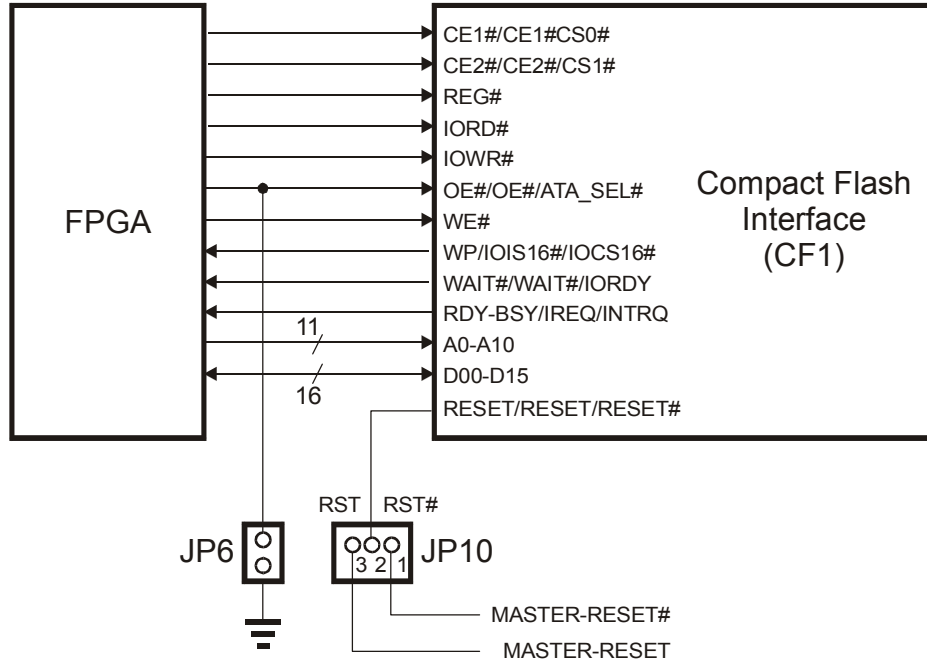 CE1#/CE1#CS0#
CE2#/CE2#/CS1#
REG#
IORD#
IOWR#
OE#/OE#/ATA_SEL#
WE#
WP/IOIS16#/IOCS16#
WAIT#/WAIT#/IORDY
RDY-BSY/IREQ/INTRQ
A0-A10
D00-D15
RESET/RESET/RESET#
FPGA
Compact Flash
Interface
(CF1)
11
16
RST RST#
JP6
JP10
3 2 1
MASTER-RESET#
MASTER-RESET